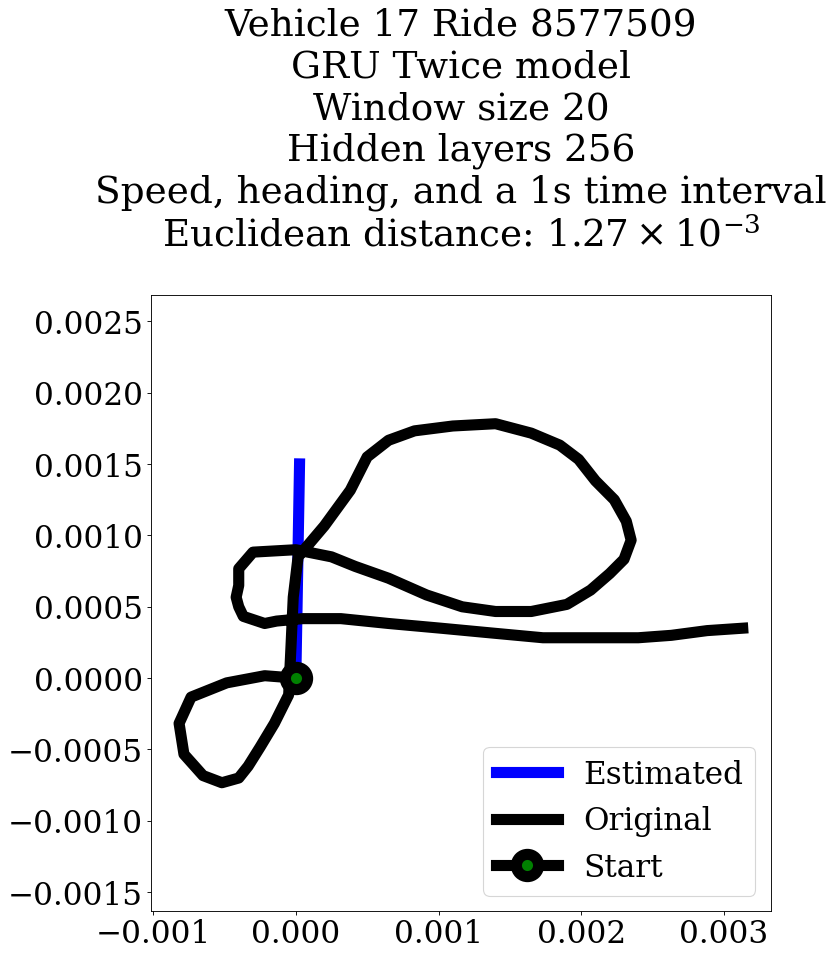 Vehicle 17 Ride 8577509
GRU Twice model
Window size 20
Hidden layers 256
Speed, heading, and a 1s time interval
Euclidean distance: 1.27 × 10⁻³
0.0025
0.0020
0.0015
0.0010
0.0005
0.0000
−0.0005
−0.0010
−0.0015
Estimated
Original
Start
−0.001 0.000 0.001 0.002 0.003